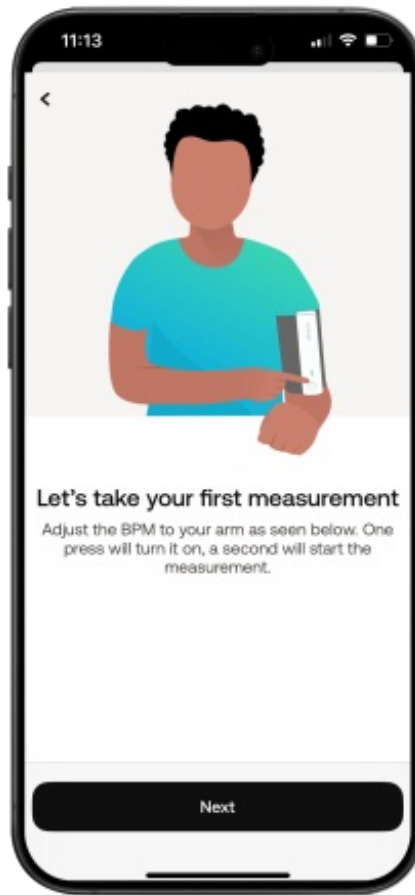 11:13
Let's take your first measurement
Adjust the BPM to your arm as seen below. One
press will turn it on, a second will start the
measurement.
Next